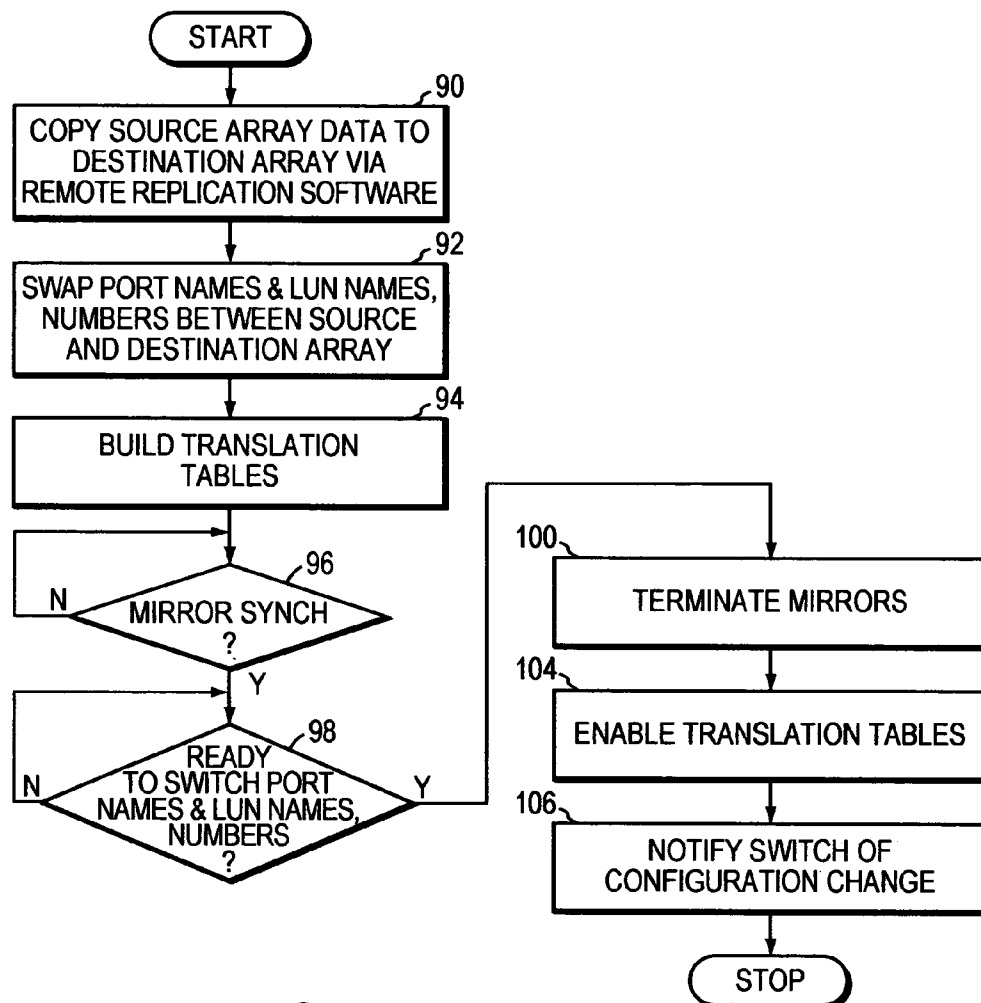 START
90
COPY SOURCE ARRAY DATA TO
DESTINATION ARRAY VIA
REMOTE REPLICATION SOFTWARE
92
SWAP PORT NAMES & LUN NAMES,
NUMBERS BETWEEN SOURCE
AND DESTINATION ARRAY
94
BUILD TRANSLATION
TABLES
96
N
MIRROR SYNCH
?
Y
98
READY
TO SWITCH PORT
NAMES & LUN NAMES,
NUMBERS
?
N
Y
100
TERMINATE MIRRORS
104
ENABLE TRANSLATION TABLES
106
NOTIFY SWITCH OF
CONFIGURATION CHANGE
STOP